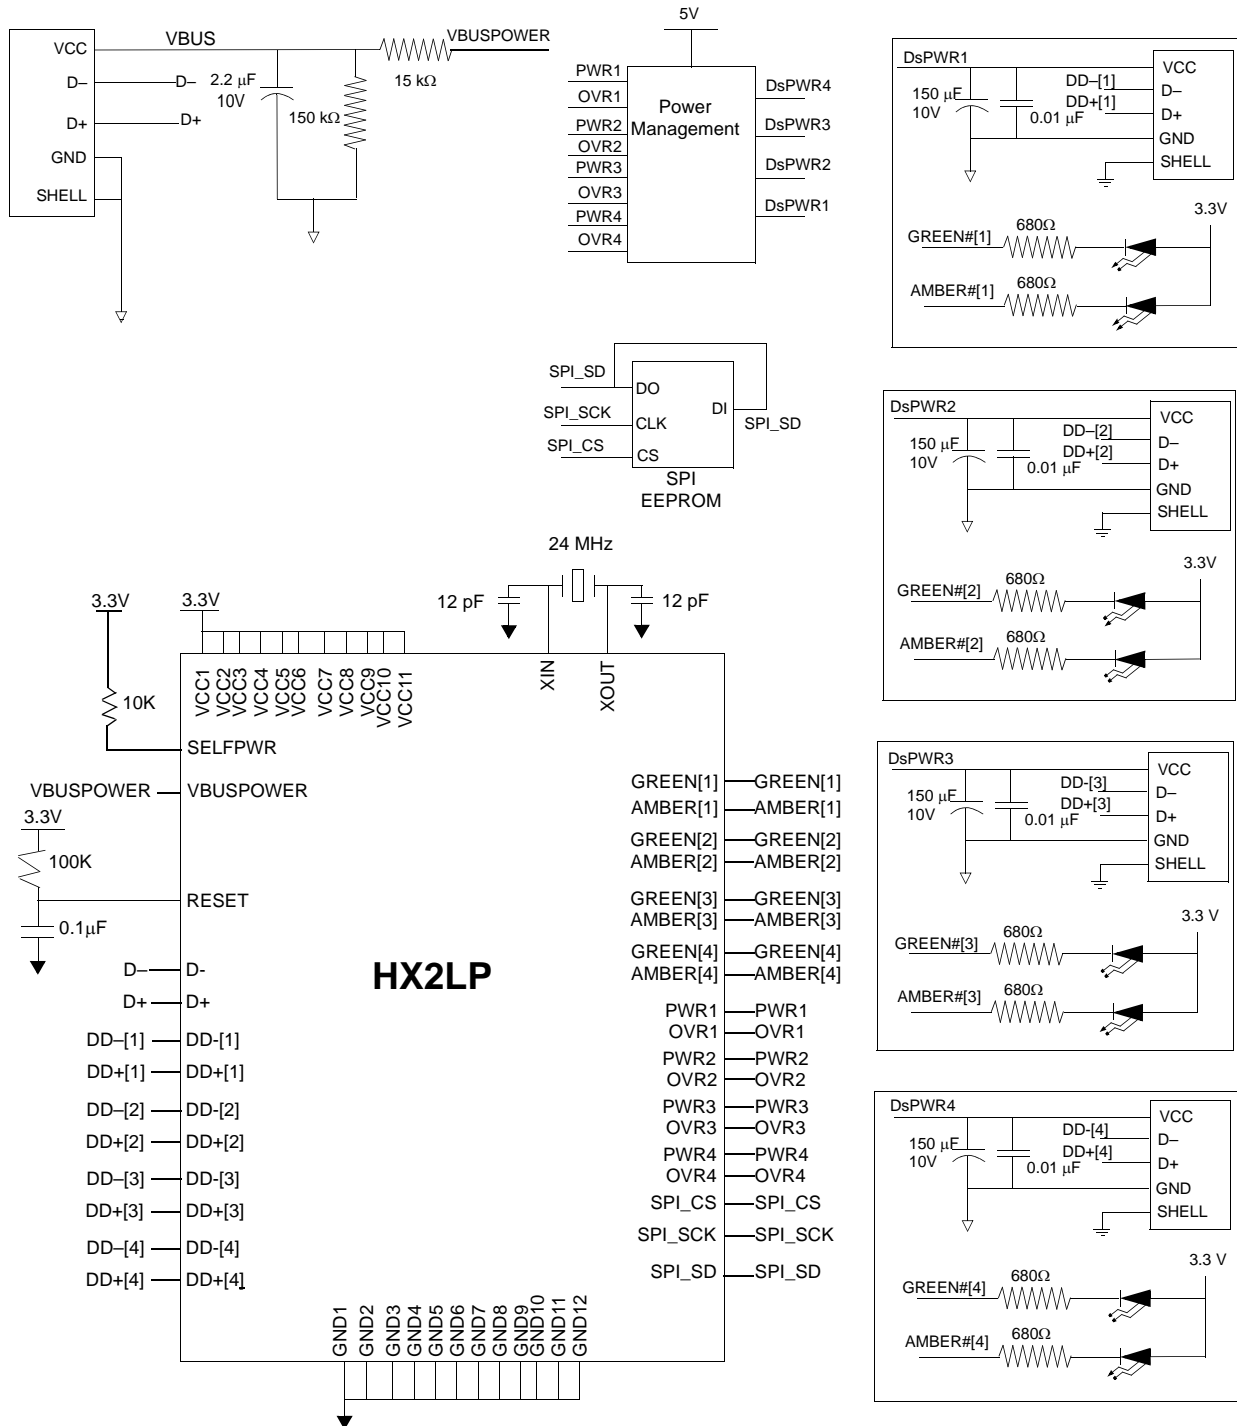 VCC
D–
D+
GND
SHELL
VBUS
D–
D+
2.2 μF
10V
150 kΩ
15 kΩ
VBUSPOWER
5V
PWR1
OVR1
PWR2
OVR2
PWR3
OVR3
PWR4
OVR4
Power
Management
DsPWR4
DsPWR3
DsPWR2
DsPWR1
DsPWR1
150 μF
10V
0.01 μF
DD–[1]
DD+[1]
VCC
D–
D+
GND
SHELL
3.3V
GREEN#[1]
680Ω
AMBER#[1]
680Ω
SPI_SD
SPI_SCK
SPI_CS
DO
CLK
CS
DI
SPI_SD
SPI
EEPROM
DsPWR2
150 μF
10V
0.01 μF
DD–[2]
DD+[2]
VCC
D–
D+
GND
SHELL
3.3V
GREEN#[2]
680Ω
AMBER#[2]
680Ω
24 MHz
12 pF
12 pF
3.3V
3.3V
10K
VCC1
VCC2
VCC3
VCC4
VCC5
VCC6
VCC7
VCC8
VCC9
VCC10
VCC11
XIN
XOUT
SELFPWR
VBUSPOWER
VBUSPOWER
3.3V
100K
RESET
0.1μF
HX2LP
D– D-
D+ D+
DD–[1] DD-[1]
DD+[1] DD+[1]
DD–[2] DD-[2]
DD+[2] DD+[2]
DD–[3] DD-[3]
DD+[3] DD+[3]
DD–[4] DD-[4]
DD+[4] DD+[4]
GREEN[1] GREEN[1]
AMBER[1] AMBER[1]
GREEN[2] GREEN[2]
AMBER[2] AMBER[2]
GREEN[3] GREEN[3]
AMBER[3] AMBER[3]
GREEN[4] GREEN[4]
AMBER[4] AMBER[4]
PWR1 PWR1
OVR1 OVR1
PWR2 PWR2
OVR2 OVR2
PWR3 PWR3
OVR3 OVR3
PWR4 PWR4
OVR4 OVR4
SPI_CS SPI_CS
SPI_SCK SPI_SCK
SPI_SD SPI_SD
GND1
GND2
GND3
GND4
GND5
GND6
GND7
GND8
GND9
GND10
GND11
GND12
DsPWR3
150 μF
10V
0.01 μF
DD-[3]
DD+[3]
VCC
D–
D+
GND
SHELL
3.3 V
GREEN#[3]
680Ω
AMBER#[3]
680Ω
DsPWR4
150 μF
10V
0.01 μF
DD-[4]
DD+[4]
VCC
D–
D+
GND
SHELL
3.3 V
GREEN#[4]
680Ω
AMBER#[4]
680Ω